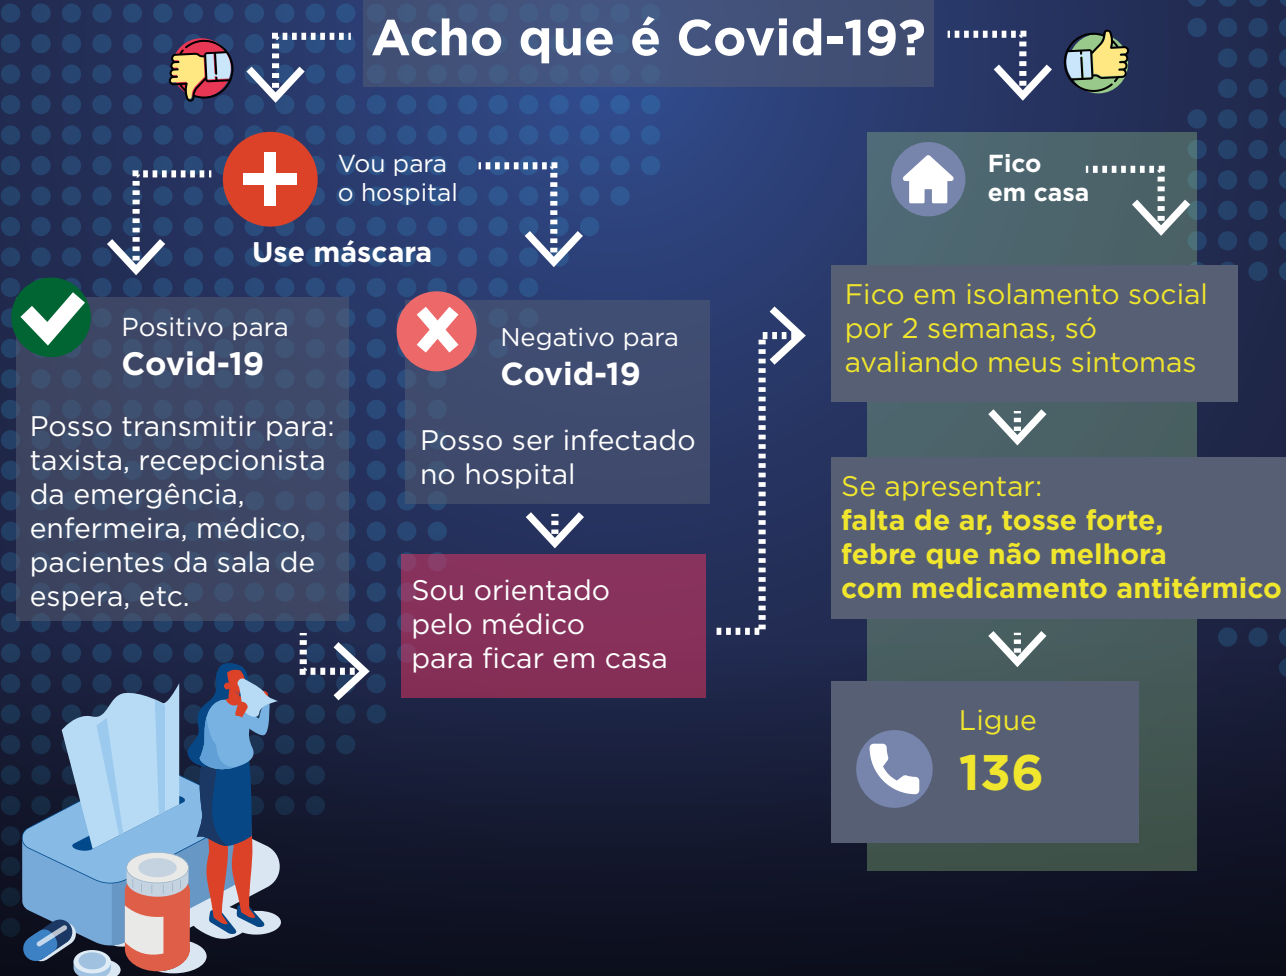 Acho que é Covid-19?
Vou para
o hospital
Use máscara
Positivo para
Covid-19
Posso transmitir para:
taxista, recepcionista
da emergência,
enfermeira, médico,
pacientes da sala de
espera, etc.
Negativo para
Covid-19
Posso ser infectado
no hospital
Sou orientado
pelo médico
para ficar em casa
Fico
em casa
Fico em isolamento social
por 2 semanas, só
avaliando meus sintomas
Se apresentar:
falta de ar, tosse forte,
febre que não melhora
com medicamento antitérmico
Ligue
136